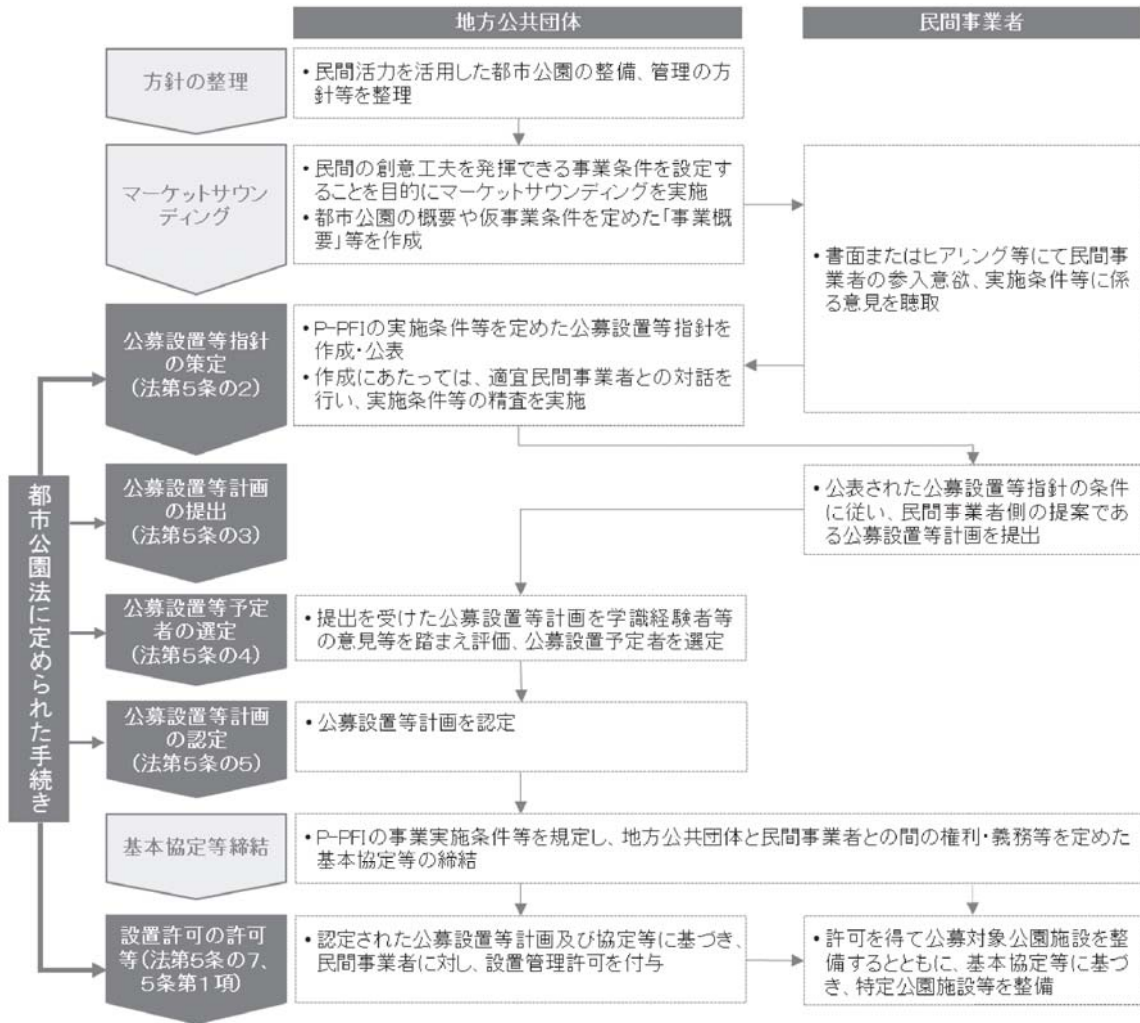 地方公共団体
民間事業者
方針の整理
・民間活力を活用した都市公園の整備、管理の方
針等を整理
マーケットサウン
ディング
・民間の創意工夫を発揮できる事業条件を設定す
ることを目的にマーケットサウンディングを実施
・都市公園の概要や仮事業条件を定めた「事業概
要」等を作成
・書面またはヒアリング等にて民間事
業者の参入意欲、実施条件等に係
る意見を聴取
公募設置等指針
の策定
(法第5条の2)
・P-PFIの実施条件等を定めた公募設置等指針を
作成・公表
・作成にあたっては、適宜民間事業者との対話を
行い、実施条件等の精査を実施
都市公園法に定められた手続き
公募設置等計画
の提出
(法第5条の3)
・公表された公募設置等指針の条件
に従い、民間事業者側の提案であ
る公募設置等計画を提出
公募設置等予定
者の選定
(法第5条の4)
・提出を受けた公募設置等計画を学識経験者等
の意見等を踏まえ評価、公募設置予定者を選定
公募設置等計画
の認定
(法第5条の5)
・公募設置等計画を認定
基本協定等締結
・P-PFIの事業実施条件等を規定し、地方公共団体と民間事業者との間の権利・義務等を定めた
基本協定等の締結
設置許可の許可
等(法第5条の7、
5条第1項)
・認定された公募設置等計画及び協定等に基づき、
民間事業者に対し、設置管理許可を付与
・許可を得て公募対象公園施設を整
備するとともに、基本協定等に基づ
き、特定公園施設等を整備